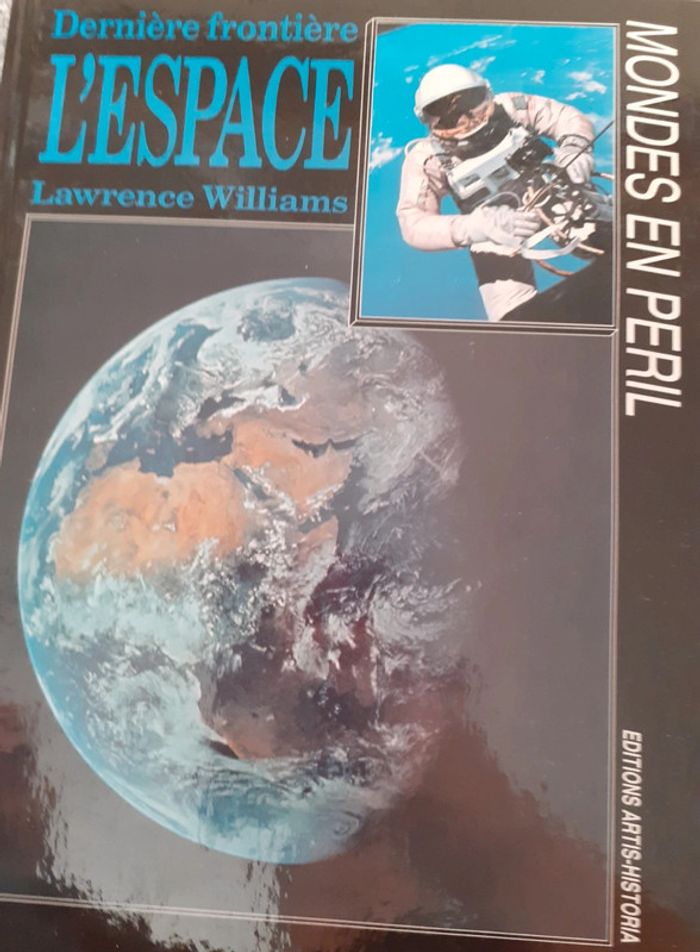 Dernière frontière
L'ESPACE
Lawrence Williams
MONDES EN PERIL
EDITIONS ARTIS-HISTORIA